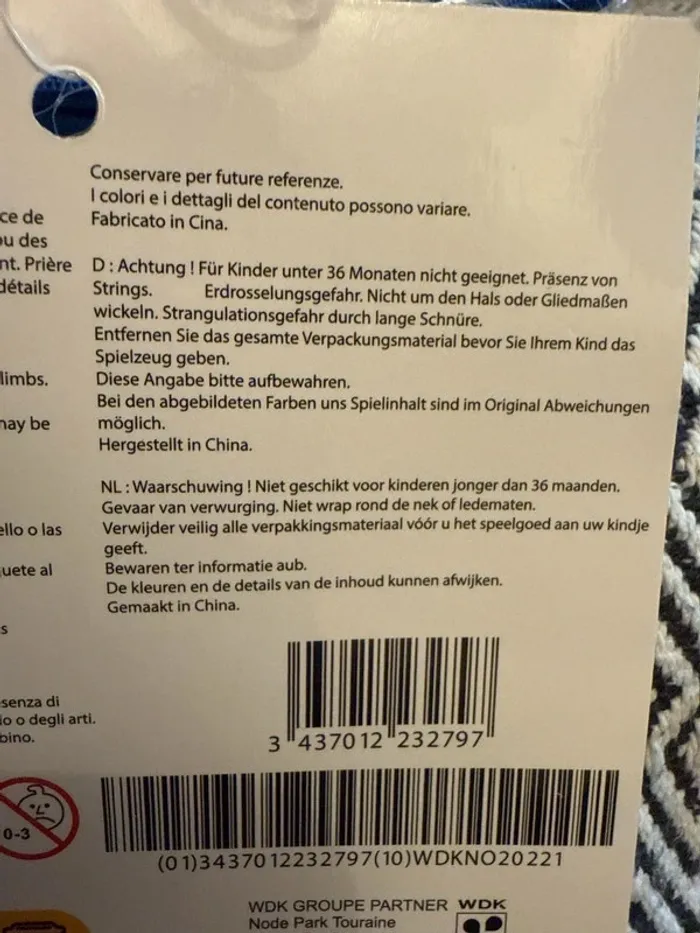 Conservare per future referenze.
I colori e i dettagli del contenuto possono variare.
Fabricato in Cina.
ce de
ou des
nt. Prière
détails
D : Achtung ! Für Kinder unter 36 Monaten nicht geeignet. Präsenz von
Strings. Erdrosselungsgefahr. Nicht um den Hals oder Gliedmaßen
wickeln. Strangulationsgefahr durch lange Schnüre.
Entfernen Sie das gesamte Verpackungsmaterial bevor Sie Ihrem Kind das
Spielzeug geben.
Diese Angabe bitte aufbewahren.
Bei den abgebildeten Farben uns Spielinhalt sind im Original Abweichungen
möglich.
Hergestellt in China.
limbs.
may be
NL : Waarschuwing ! Niet geschikt voor kinderen jonger dan 36 maanden.
Gevaar van verwurging. Niet wrap rond de nek of ledematen.
Verwijder veilig alle verpakkingsmateriaal vóór u het speelgoed aan uw kindje
geeft.
Bewaren ter informatie aub.
De kleuren en de details van de inhoud kunnen afwijken.
Gemaakt in China.
ello o las
uete al
s
senza di
io o degli arti.
bino.
3 437012 232797
0-3
(01)3437012232797(10)WDKNO20221
WDK GROUPE PARTNER WDK
Node Park Touraine